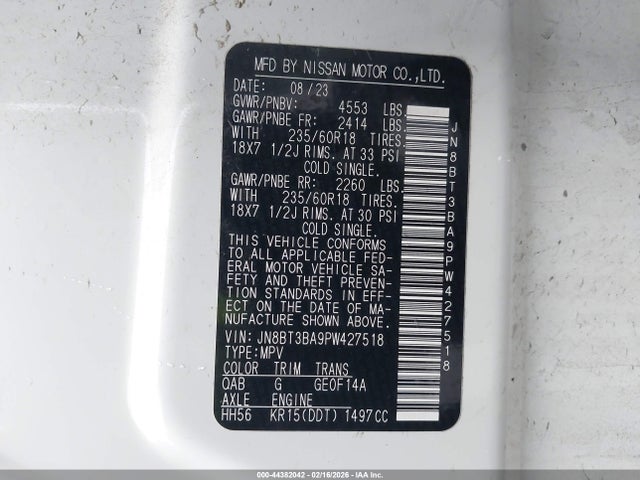 MFD BY NISSAN MOTOR CO.,LTD.
DATE: 08/23
GVWR/PNBV: 4553 LBS.
GAWR/PNBE FR: 2414 LBS.
WITH 235/60R18 TIRES.
18X7 1/2J RIMS. AT 33 PSI
COLD SINGLE.
GAWR/PNBE RR: 2260 LBS.
WITH 235/60R18 TIRES.
18X7 1/2J RIMS. AT 30 PSI
COLD SINGLE.
THIS VEHICLE CONFORMS
TO ALL APPLICABLE FED-
ERAL MOTOR VEHICLE SA-
FETY AND THEFT PREVEN-
TION STANDARDS IN EFF-
ECT ON THE DATE OF MA-
NUFACTURE SHOWN ABOVE.
VIN: JN8BT3BA9PW427518
TYPE:MPV
COLOR TRIM TRANS
QAB G GE0F14A
AXLE ENGINE
HH56 KR15(DDT) 1497CC
JN8BT3BA9PW427518
000-44382042 - 02/16/2026 - IAA Inc.